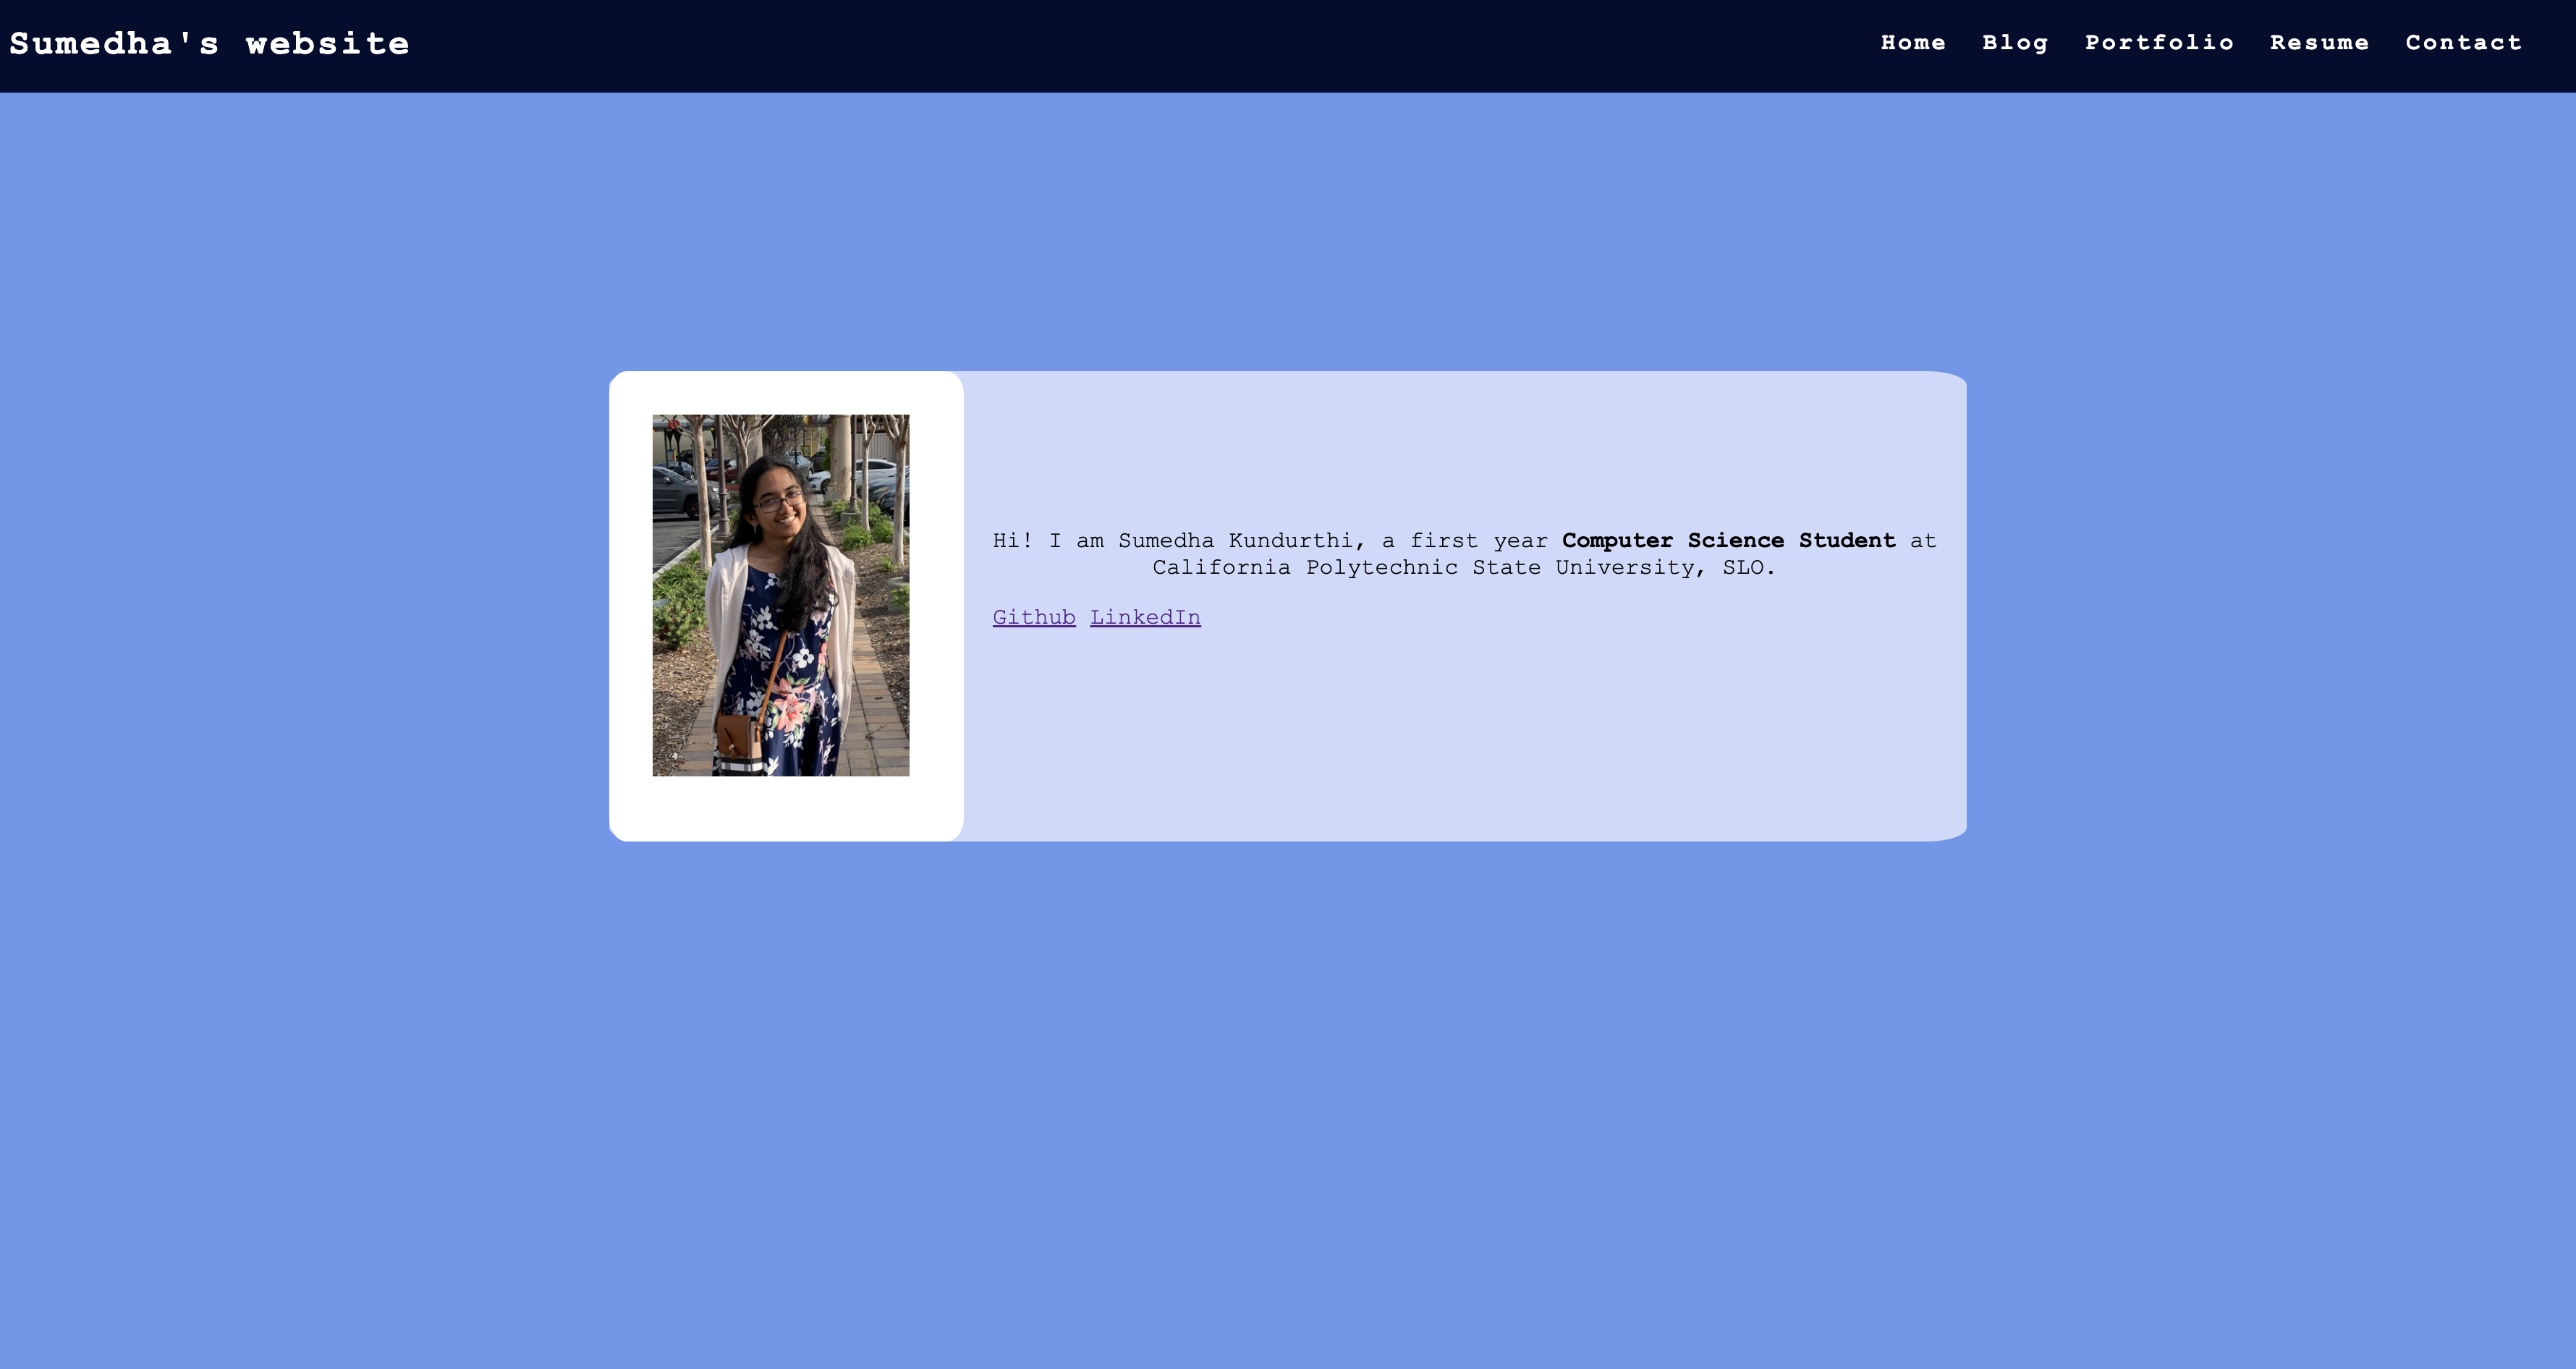 Sumedha's website
Home Blog Portfolio Resume Contact
Hi! I am Sumedha Kundurthi, a first year Computer Science Student at
California Polytechnic State University, SLO.
Github LinkedIn